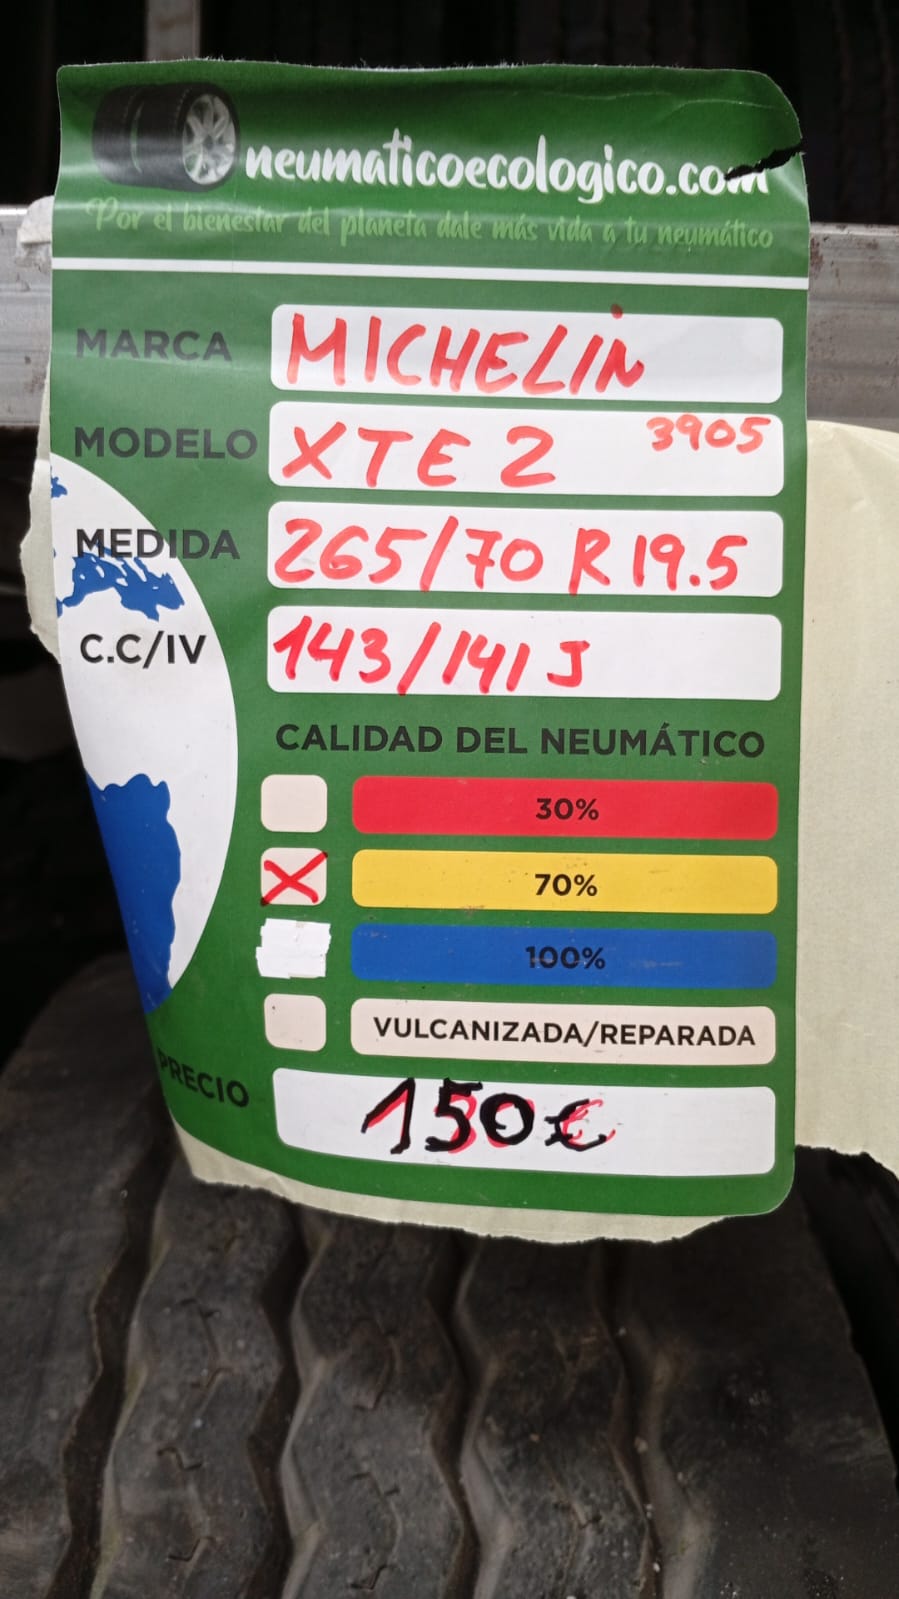 neumaticoecologico.com
Por el bienestar del planeta dale más vida a tu neumático
MARCA MICHELIN
MODELO XTE 2 3905
MEDIDA 265/70 R 19.5
C.C/IV 143/141 J
CALIDAD DEL NEUMÁTICO
30%
X 70%
100%
VULCANIZADA/REPARADA
PRECIO 150€